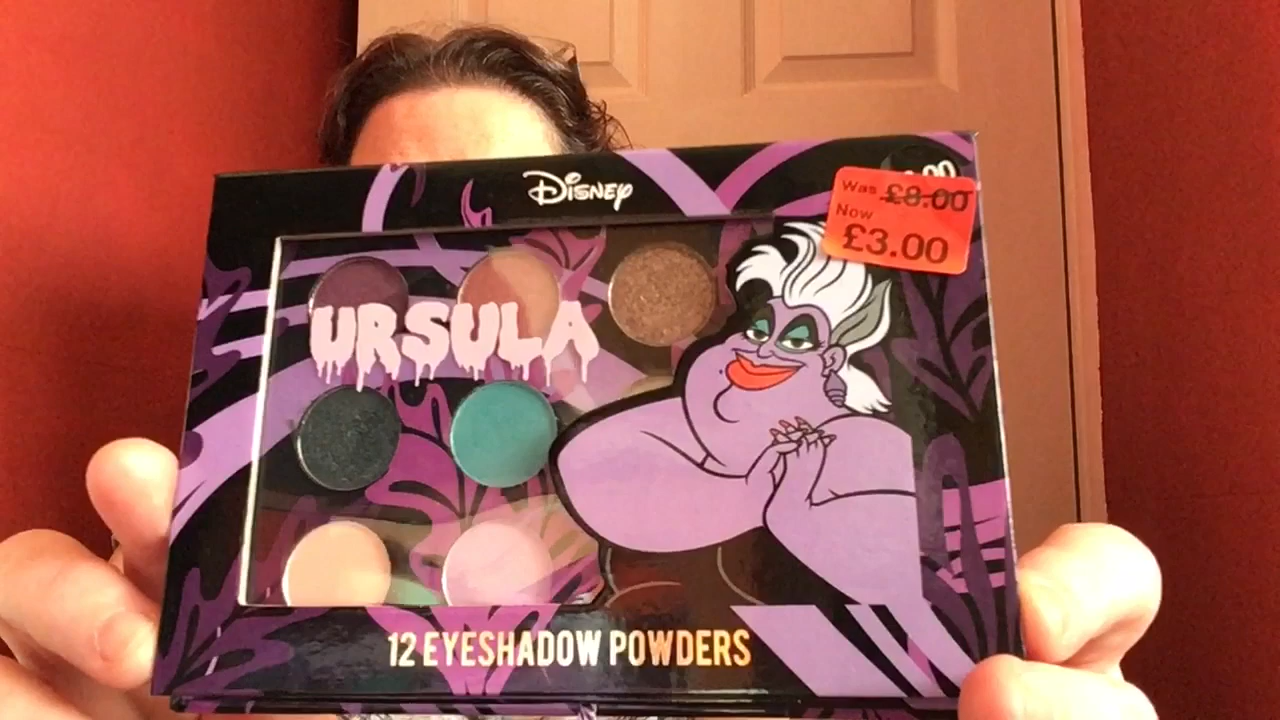 Disney
Was £8.00
Now
£3.00
URSULA
12 EYESHADOW POWDERS